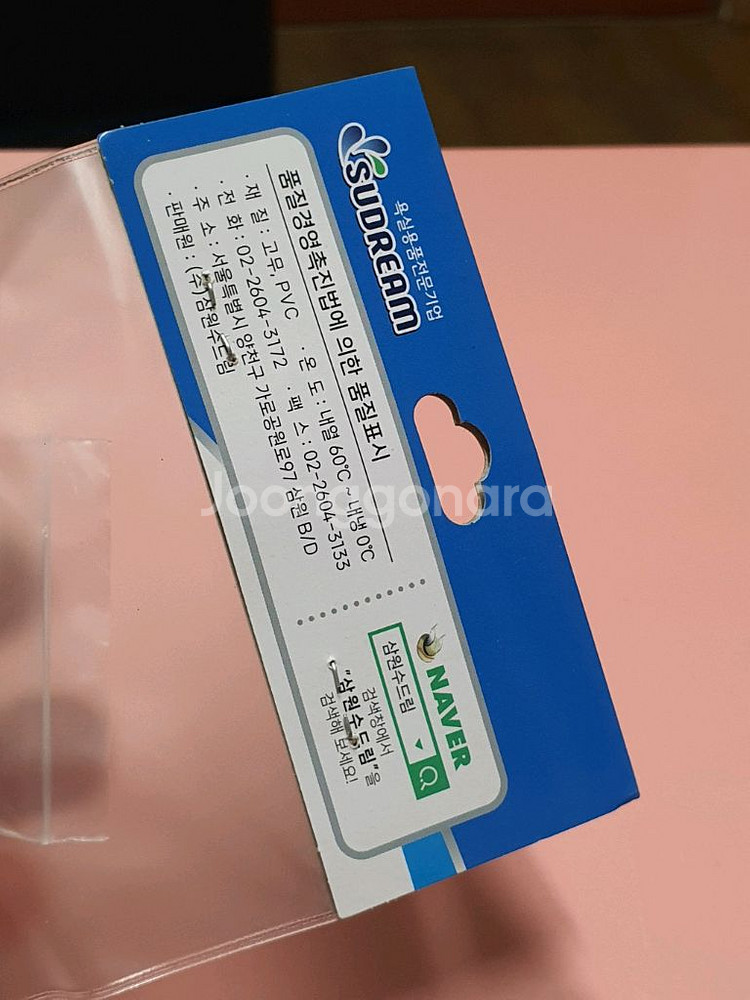 욕실용품전문기업
SUDREAM
품질경영촉진법에 의한 품질표시
· 재 질 : 고무, PVC · 온 도 : 내열 60℃ ~ 내냉 0℃
· 전 화 : 02-2604-3172 · 팩 스 : 02-2604-3133
· 주 소 : 서울특별시 양천구 가로공원로97 삼원 B/D
· 판매원 : (주)삼원수드림
NAVER
삼원수드림
검색창에서
"삼원수드림"을
검색해 보세요!
Joonggonara